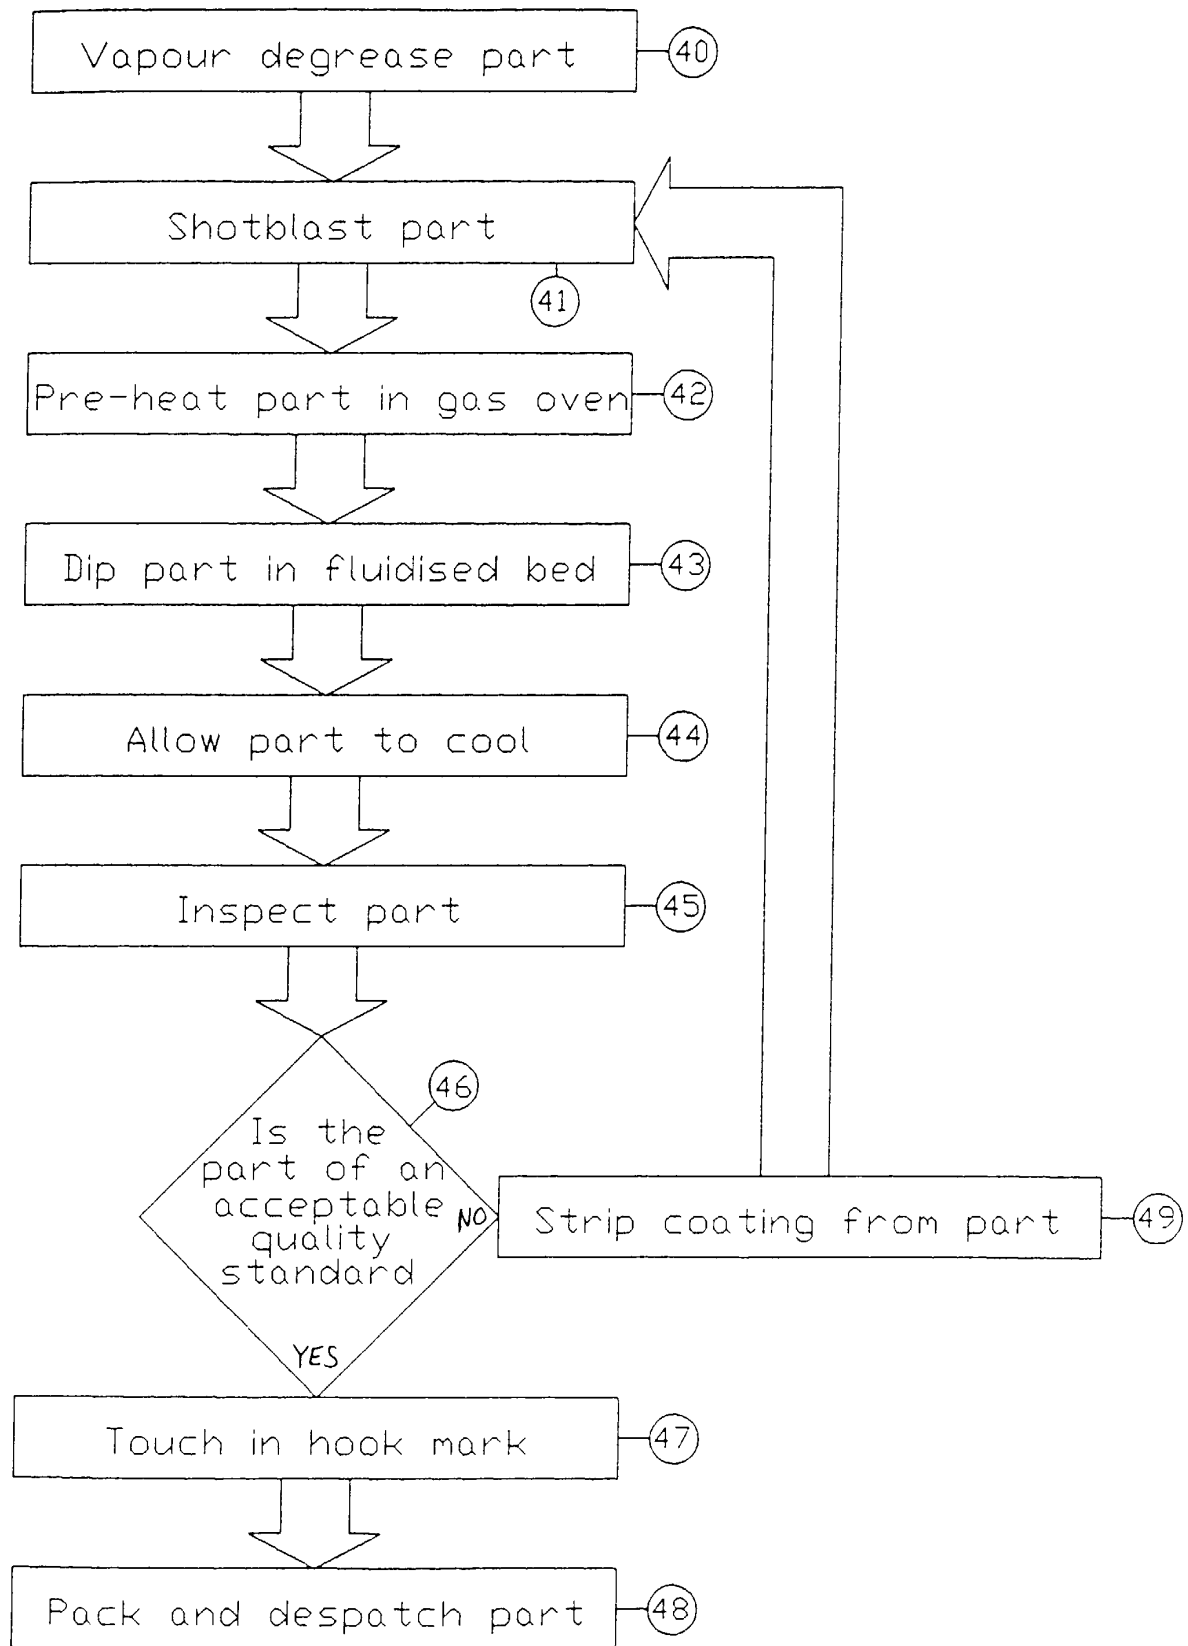 Vapour degrease part
40
Shotblast part
41
Pre-heat part in gas oven
42
Dip part in fluidised bed
43
Allow part to cool
44
Inspect part
45
46
Is the
part of an
acceptable
quality
standard
NO
YES
Strip coating from part
49
Touch in hook mark
47
Pack and despatch part
48